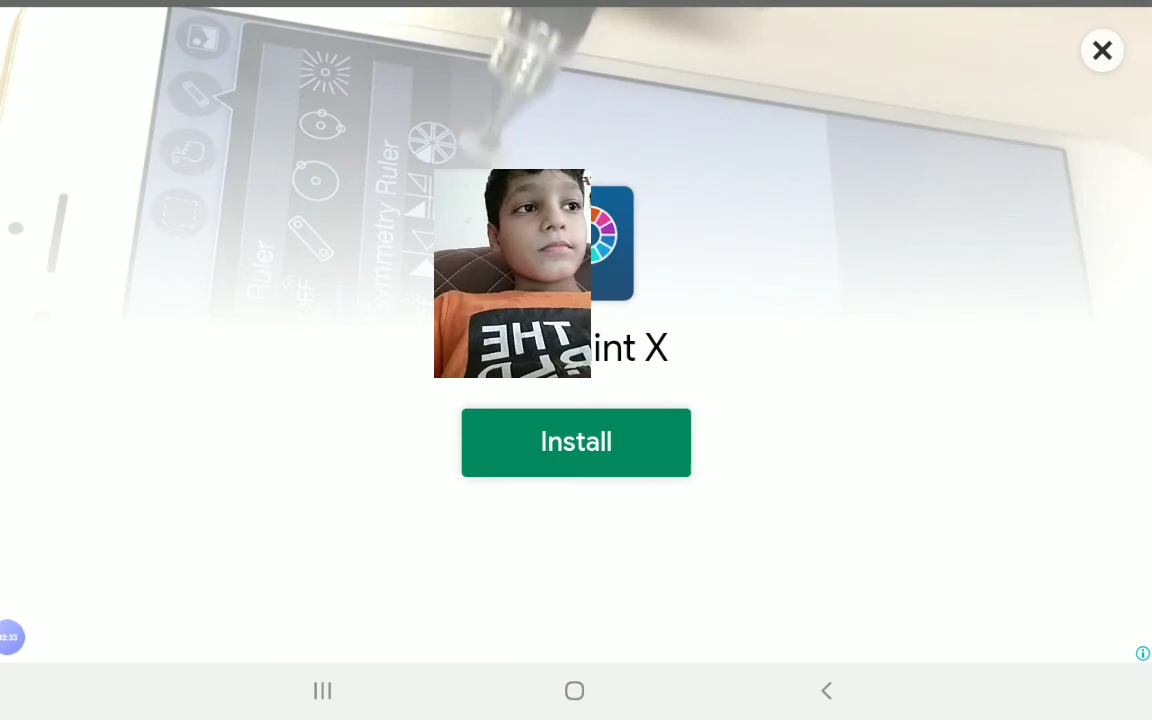 Ruler
OFF
Symmetry Ruler
THE
int X
Install